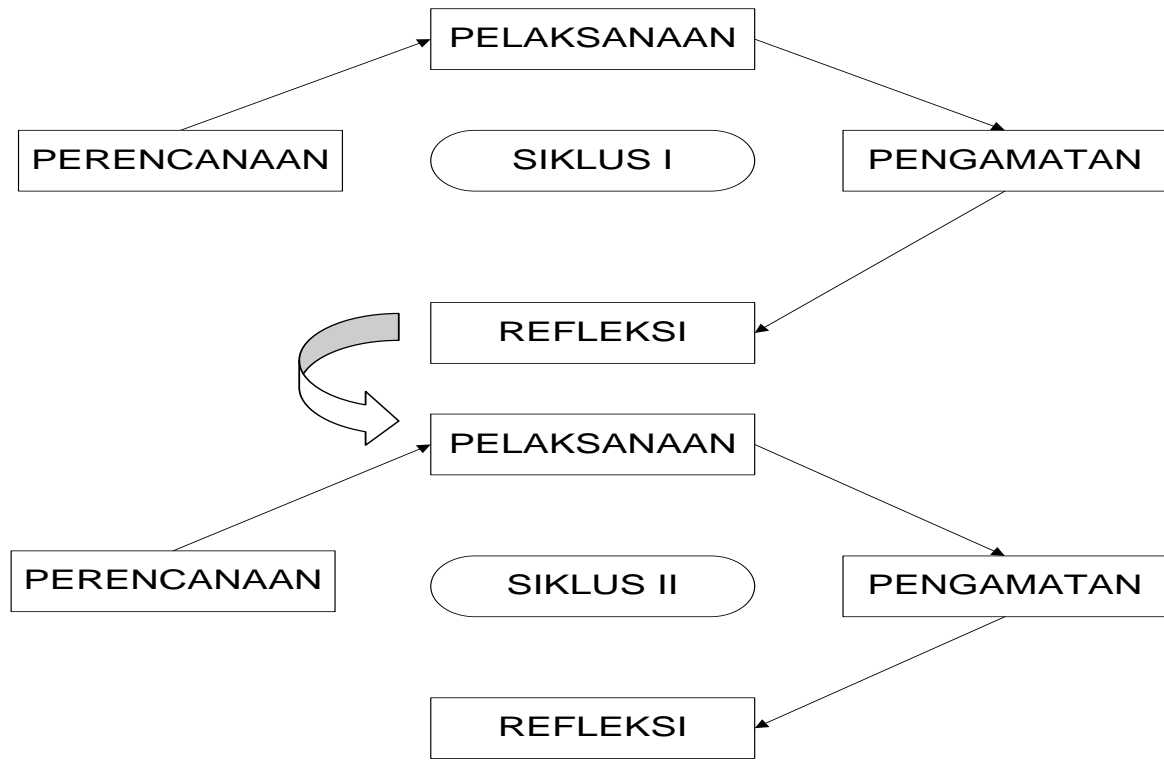 PELAKSANAAN
PERENCANAAN
SIKLUS I
PENGAMATAN
REFLEKSI
PELAKSANAAN
PERENCANAAN
SIKLUS II
PENGAMATAN
REFLEKSI